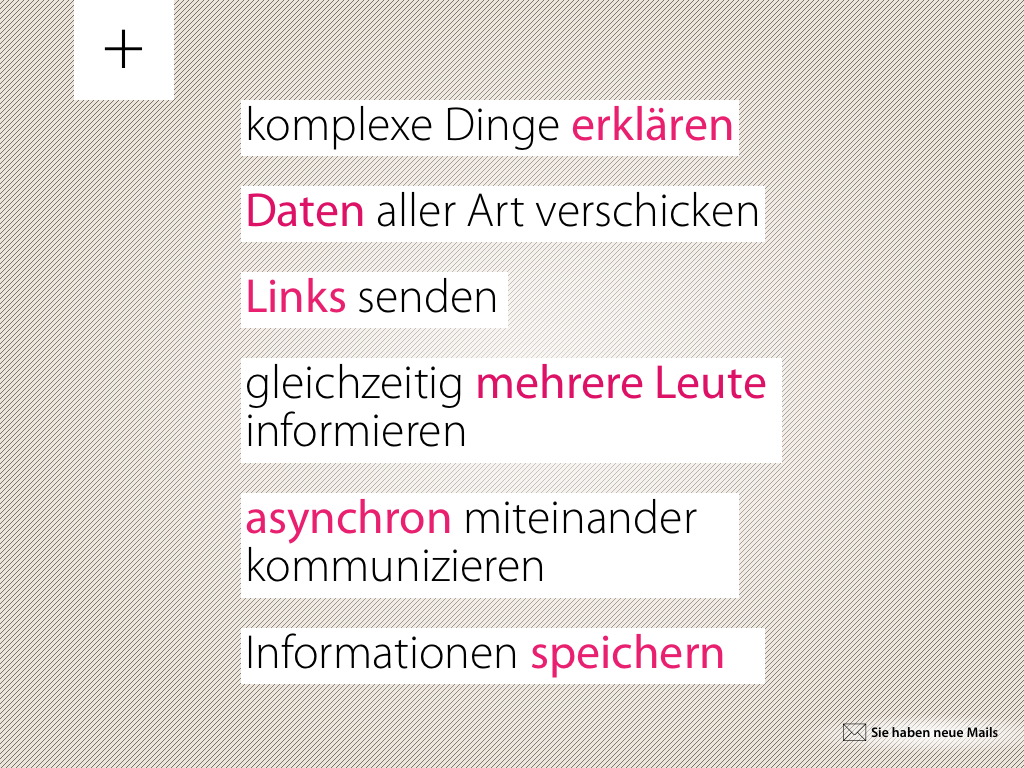 +
komplexe Dinge erklären
Daten aller Art verschicken
Links senden
gleichzeitig mehrere Leute
informieren
asynchron miteinander
kommunizieren
Informationen speichern
Sie haben neue Mails